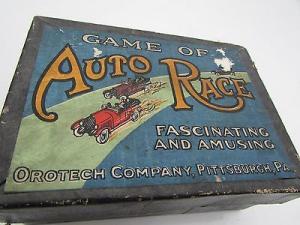 GAME OF
AUTO RACE
FASCINATING
AND AMUSING
OROTECH COMPANY, PITTSBURGH, PA.